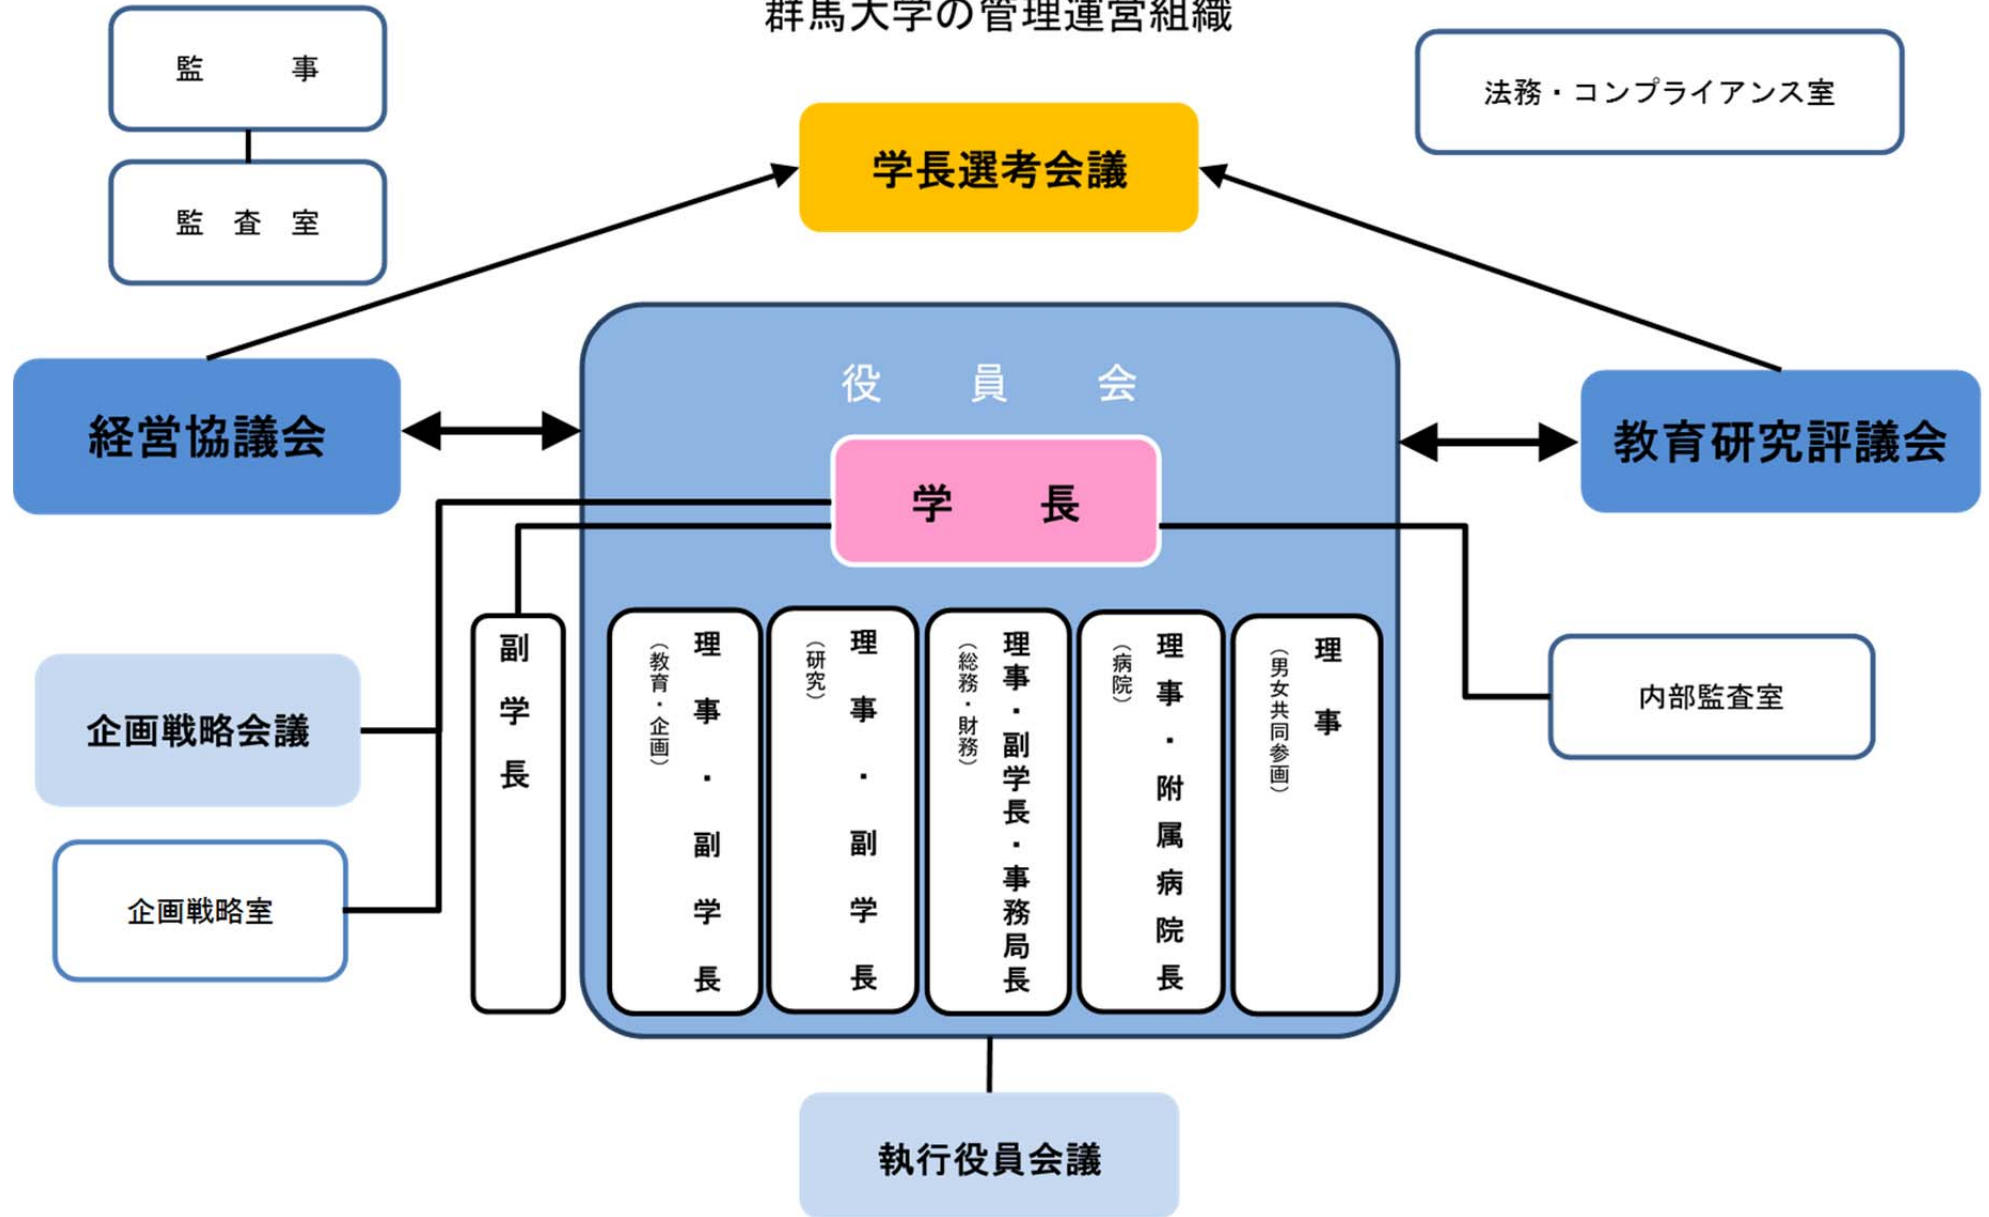 群馬大学の管理運営組織
監事
監査室
法務・コンプライアンス室
学長選考会議
役員会
経営協議会
教育研究評議会
学長
企画戦略会議
企画戦略室
副学長
理事・副学長
（教育・企画）
理事・副学長
（研究）
理事・副学長・事務局長
（総務・財務）
理事・附属病院長
（病院）
理事
（男女共同参画）
内部監査室
執行役員会議